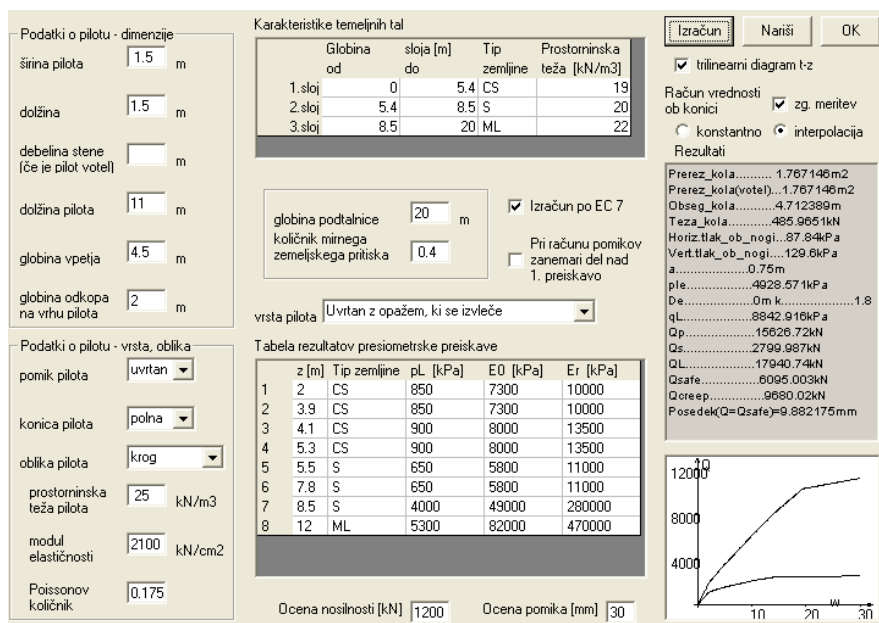 Podatki o pilotu - dimenzije
širina pilota 1.5 m
dolžina 1.5 m
debelina stene
(če je pilot votel) m
dolžina pilota 11 m
globina vpetja 4.5 m
globina odkopa
na vrhu pilota 2 m
Podatki o pilotu - vrsta, oblika
pomik pilota uvrtan
konica pilota polna
oblika pilota krog
prostorninska
teža pilota 25 kN/m3
modul
elastičnosti 2100 kN/cm2
Poissonov
količnik 0.175
Karakteristike temeljnih tal
Globina sloja [m] Tip Prostorninska
od do zemljine teža [kN/m3]
1.sloj 0 5.4 CS 19
2.sloj 5.4 8.5 S 20
3.sloj 8.5 20 ML 22
globina podtalnice 20 m
količnik mirnega
zemeljskega pritiska 0.4
Izračun po EC 7
Pri računu pomikov
zanemari del nad
1. preiskavo
vrsta pilota Uvrtan z opažem, ki se izvleče
Tabela rezultatov presiometrske preiskave
z [m] Tip zemljine pL [kPa] E0 [kPa] Er [kPa]
1 2 CS 850 7300 10000
2 3.9 CS 850 7300 10000
3 4.1 CS 900 8000 13500
4 5.3 CS 900 8000 13500
5 5.5 S 650 5800 11000
6 7.8 S 650 5800 11000
7 8.5 S 4000 49000 280000
8 12 ML 5300 82000 470000
Ocena nosilnosti [kN] 1200 Ocena pomika [mm] 30
Izračun Nariši OK
trilinearni diagram t-z
Račun vrednosti
ob konici zg. meritev
konstantno interpolacija
Rezultati
Prerez_kola.......... 1.767146m2
Prerez_kola(votel)...1.767146m2
Obseg_kola...........4.712389m
Teza_kola...........485.9651kN
Horiz.tlak_ob_nogi...87.84kPa
Vert.tlak_ob_nogi....129.6kPa
a...................0.75m
ple..................4928.571kPa
De...................0m k....................1.8
qL...................8842.916kPa
Qp...................15626.72kN
Qs...................2799.987kN
QL...................17940.74kN
Qsafe................6095.003kN
Qcreep...............9680.02kN
Posedek(Q=Qsafe)=9.882175mm
Q
12000
8000
4000
w
10 20 30